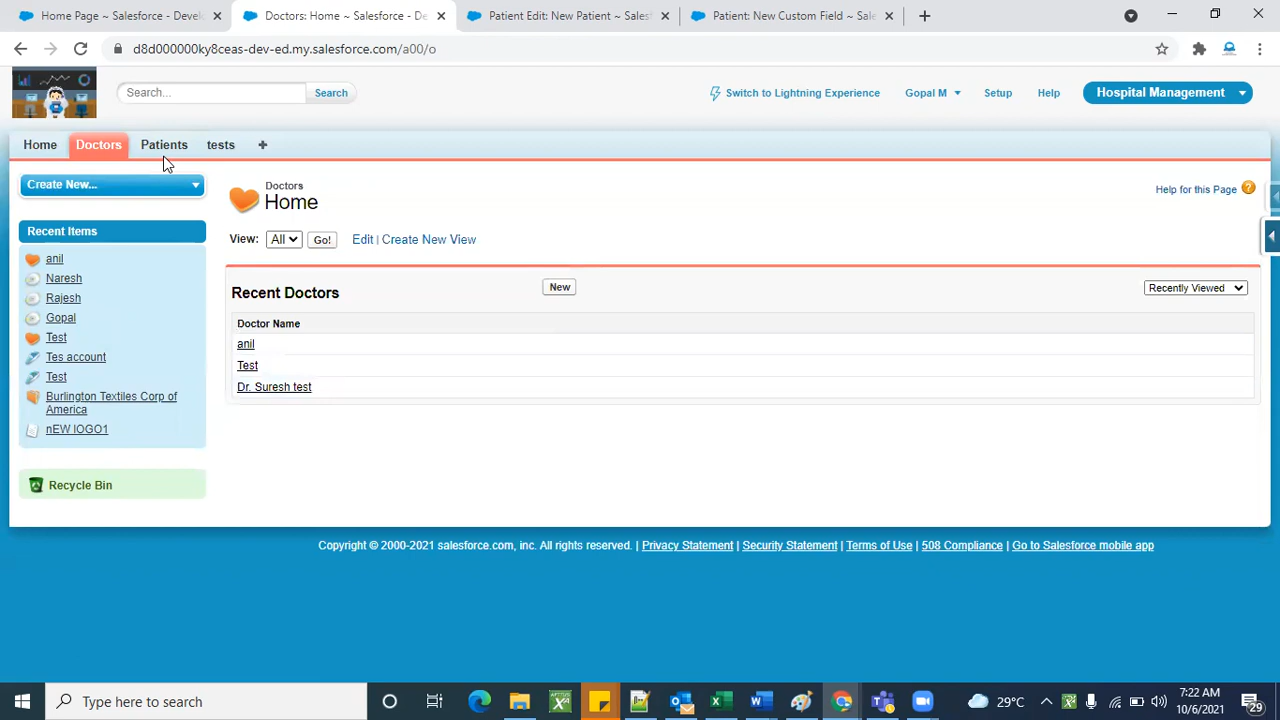 Home Page ~ Salesforce - Develo
Doctors: Home ~ Salesforce - De
Patient Edit: New Patient ~ Sales
Patient: New Custom Field ~ Sale
d8d000000ky8ceas-dev-ed.my.salesforce.com/a00/o
Search...
Search
Switch to Lightning Experience
Gopal M
Setup
Help
Hospital Management
Home
Doctors
Patients
tests
Create New...
Doctors
Home
Help for this Page
View: All Go! Edit | Create New View
Recent Items
anil
Naresh
Rajesh
Gopal
Test
Tes account
Test
Burlington Textiles Corp of
America
nEW lOGO1
Recycle Bin
Recent Doctors
New
Recently Viewed
Doctor Name
anil
Test
Dr. Suresh test
Copyright © 2000-2021 salesforce.com, inc. All rights reserved. | Privacy Statement | Security Statement | Terms of Use | 508 Compliance | Go to Salesforce mobile app
Type here to search
29°C
7:22 AM
10/6/2021
29